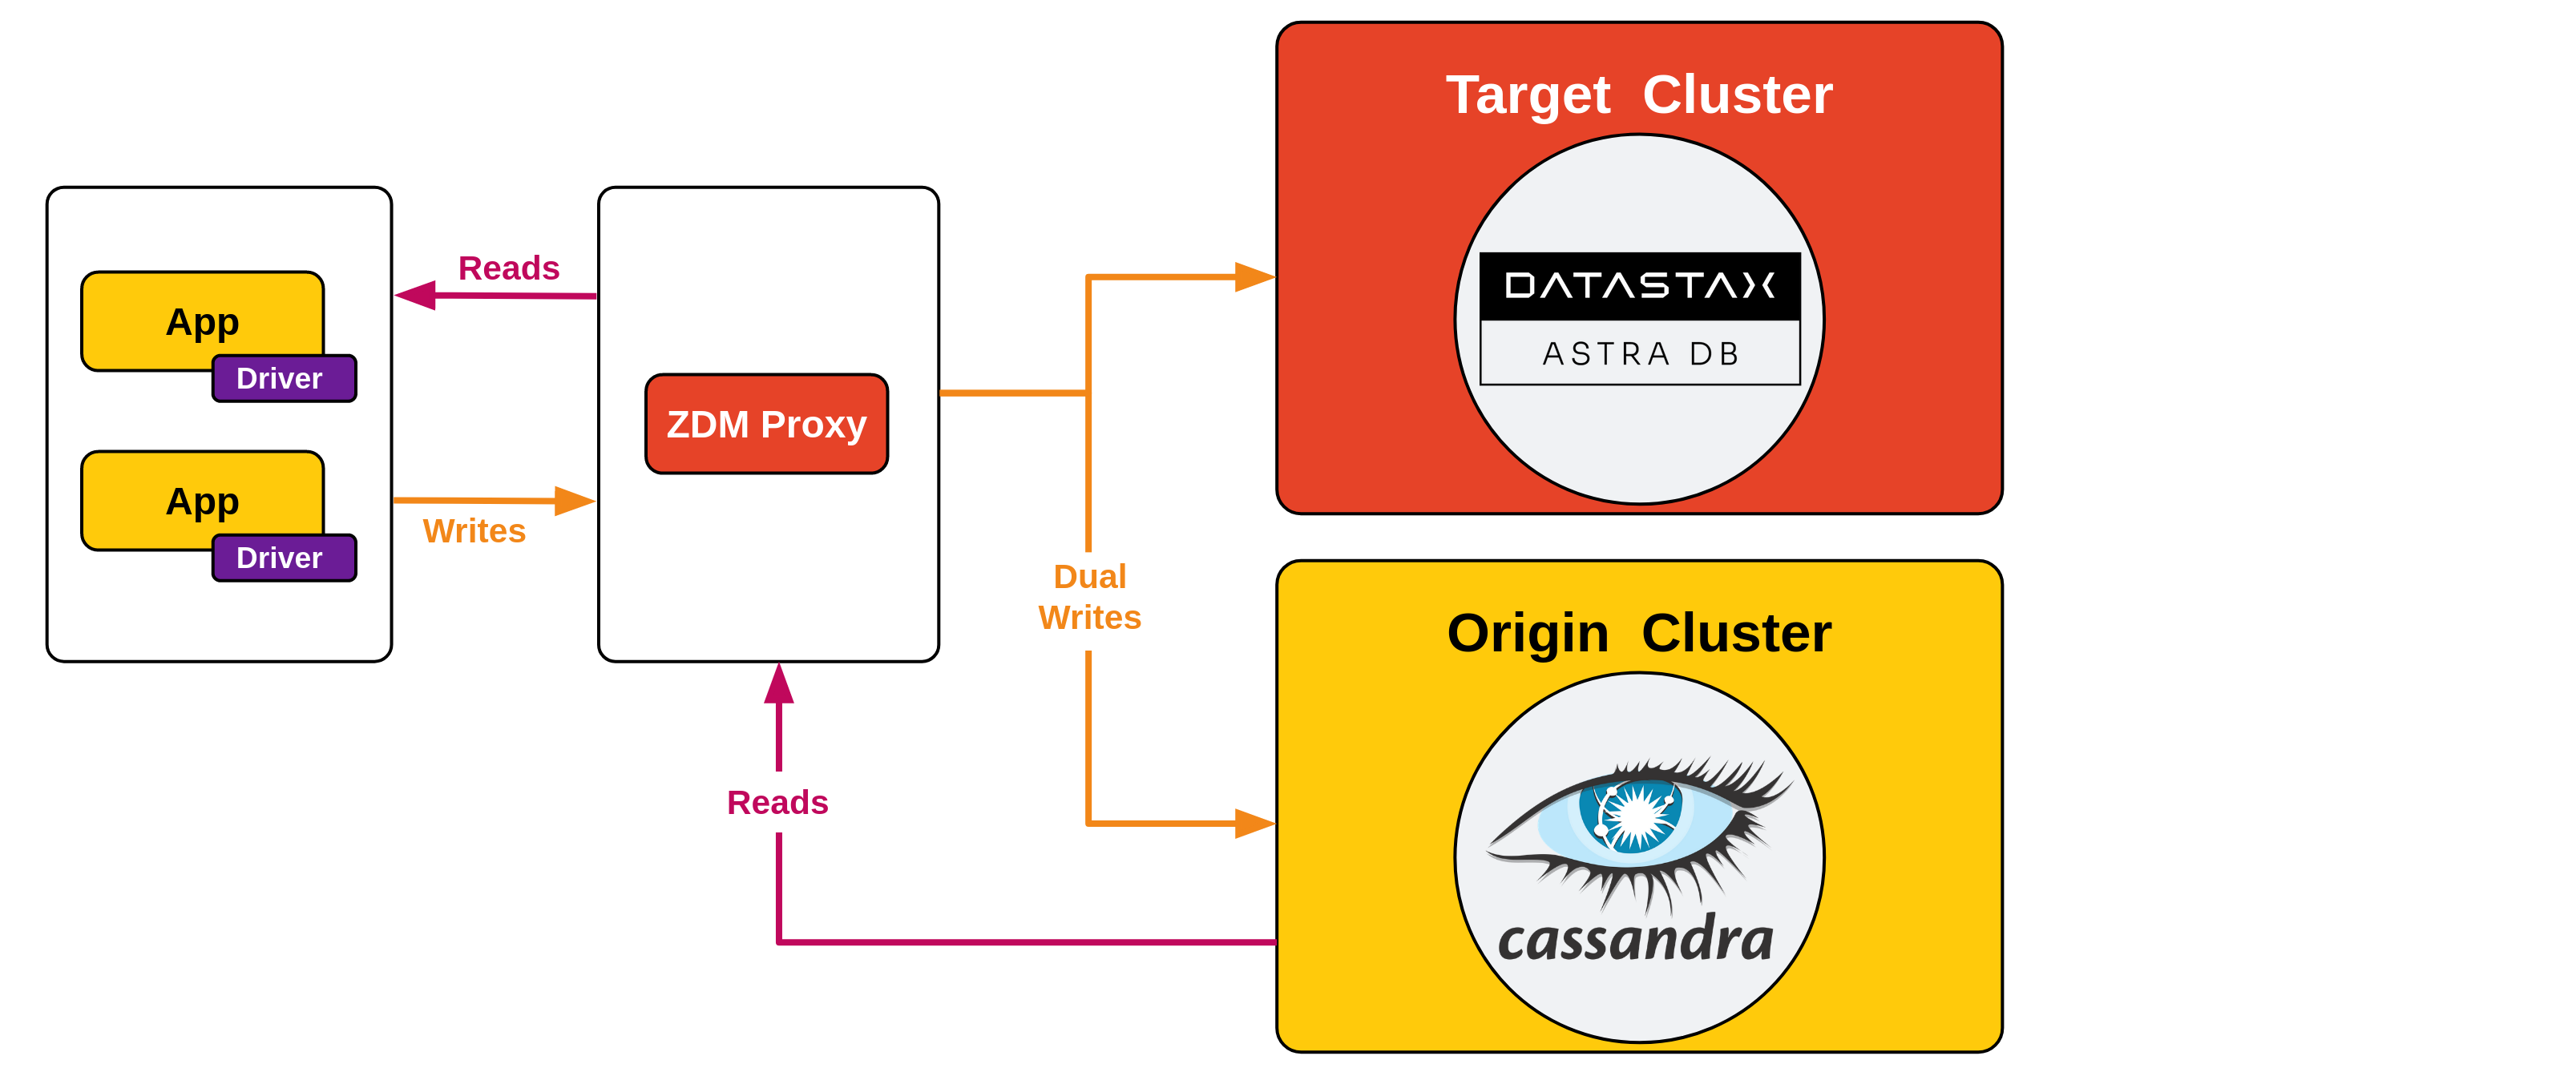 App
Driver
App
Driver
Reads
Writes
ZDM Proxy
Reads
Dual
Writes
Target Cluster
DATASTAX
ASTRA DB
Origin Cluster
cassandra